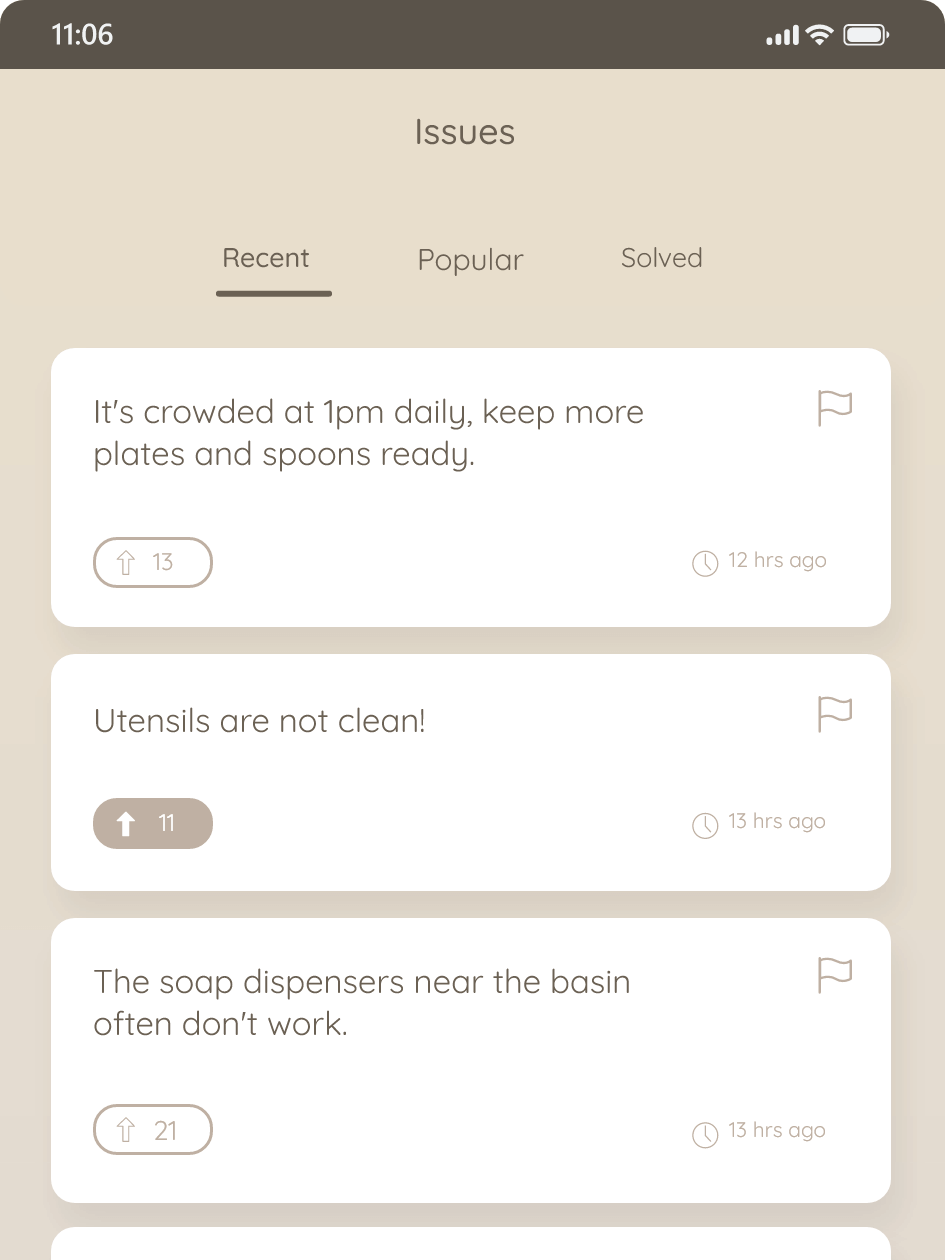 11:06
Issues
Recent Popular Solved
It's crowded at 1pm daily, keep more
plates and spoons ready.
13 12 hrs ago
Utensils are not clean!
11 13 hrs ago
The soap dispensers near the basin
often don't work.
21 13 hrs ago